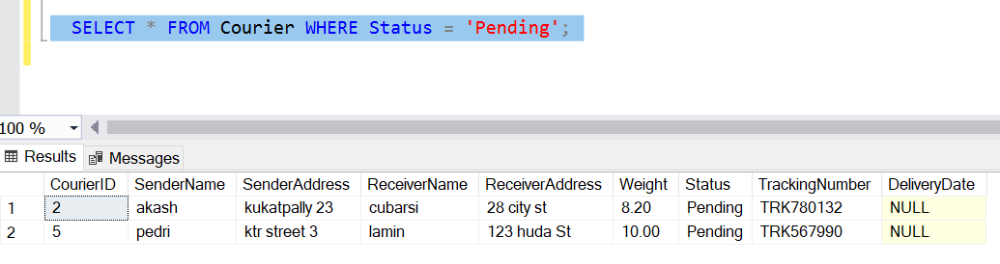 SELECT * FROM Courier WHERE Status = 'Pending';
100 %
Results Messages
CourierID SenderName SenderAddress ReceiverName ReceiverAddress Weight Status TrackingNumber DeliveryDate
1 2 akash kukatpally 23 cubarsi 28 city st 8.20 Pending TRK780132 NULL
2 5 pedri ktr street 3 lamin 123 huda St 10.00 Pending TRK567990 NULL